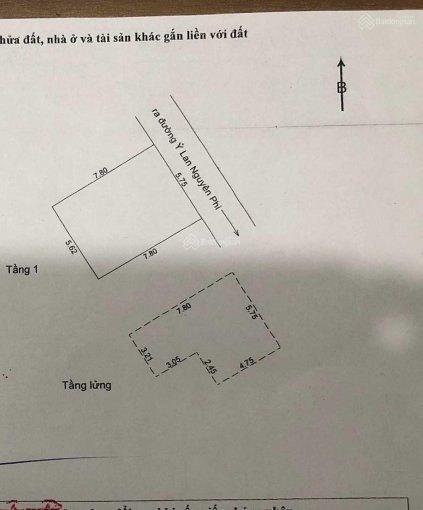 hửa đất, nhà ở và tài sản khác gắn liền với đất
Batdongsan
B
ra đường Ỷ Lan Nguyên Phi
7.80
5.75
5.62
7.80
Batdongsan
Tầng 1
7.80
5.75
3.21
3.05
2.45
4.75
Tầng lửng